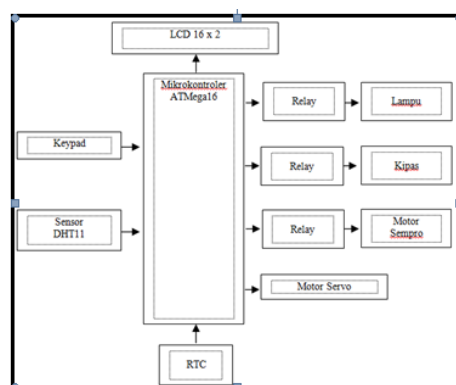 LCD 16 x 2
Mikrokontroler
ATMega16
Relay
Lampu
Keypad
Relay
Kipas
Sensor
DHT11
Relay
Motor
Sempro
Motor Servo
RTC